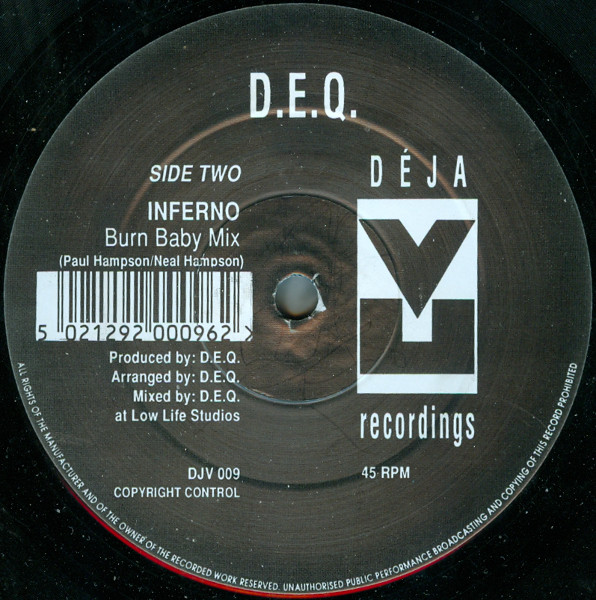 D.E.Q.
SIDE TWO
INFERNO
Burn Baby Mix
(Paul Hampson/Neal Hampson)
5 021292 000962 >
Produced by: D.E.Q.
Arranged by: D.E.Q.
Mixed by: D.E.Q.
at Low Life Studios
DJV 009
COPYRIGHT CONTROL
DÉJA
VU
recordings
45 RPM
ALL RIGHTS OF THE MANUFACTURER AND OF THE OWNER OF THE RECORDED WORK RESERVED. UNAUTHORISED PUBLIC PERFORMANCE BROADCASTING AND COPYING OF THIS RECORD PROHIBITED